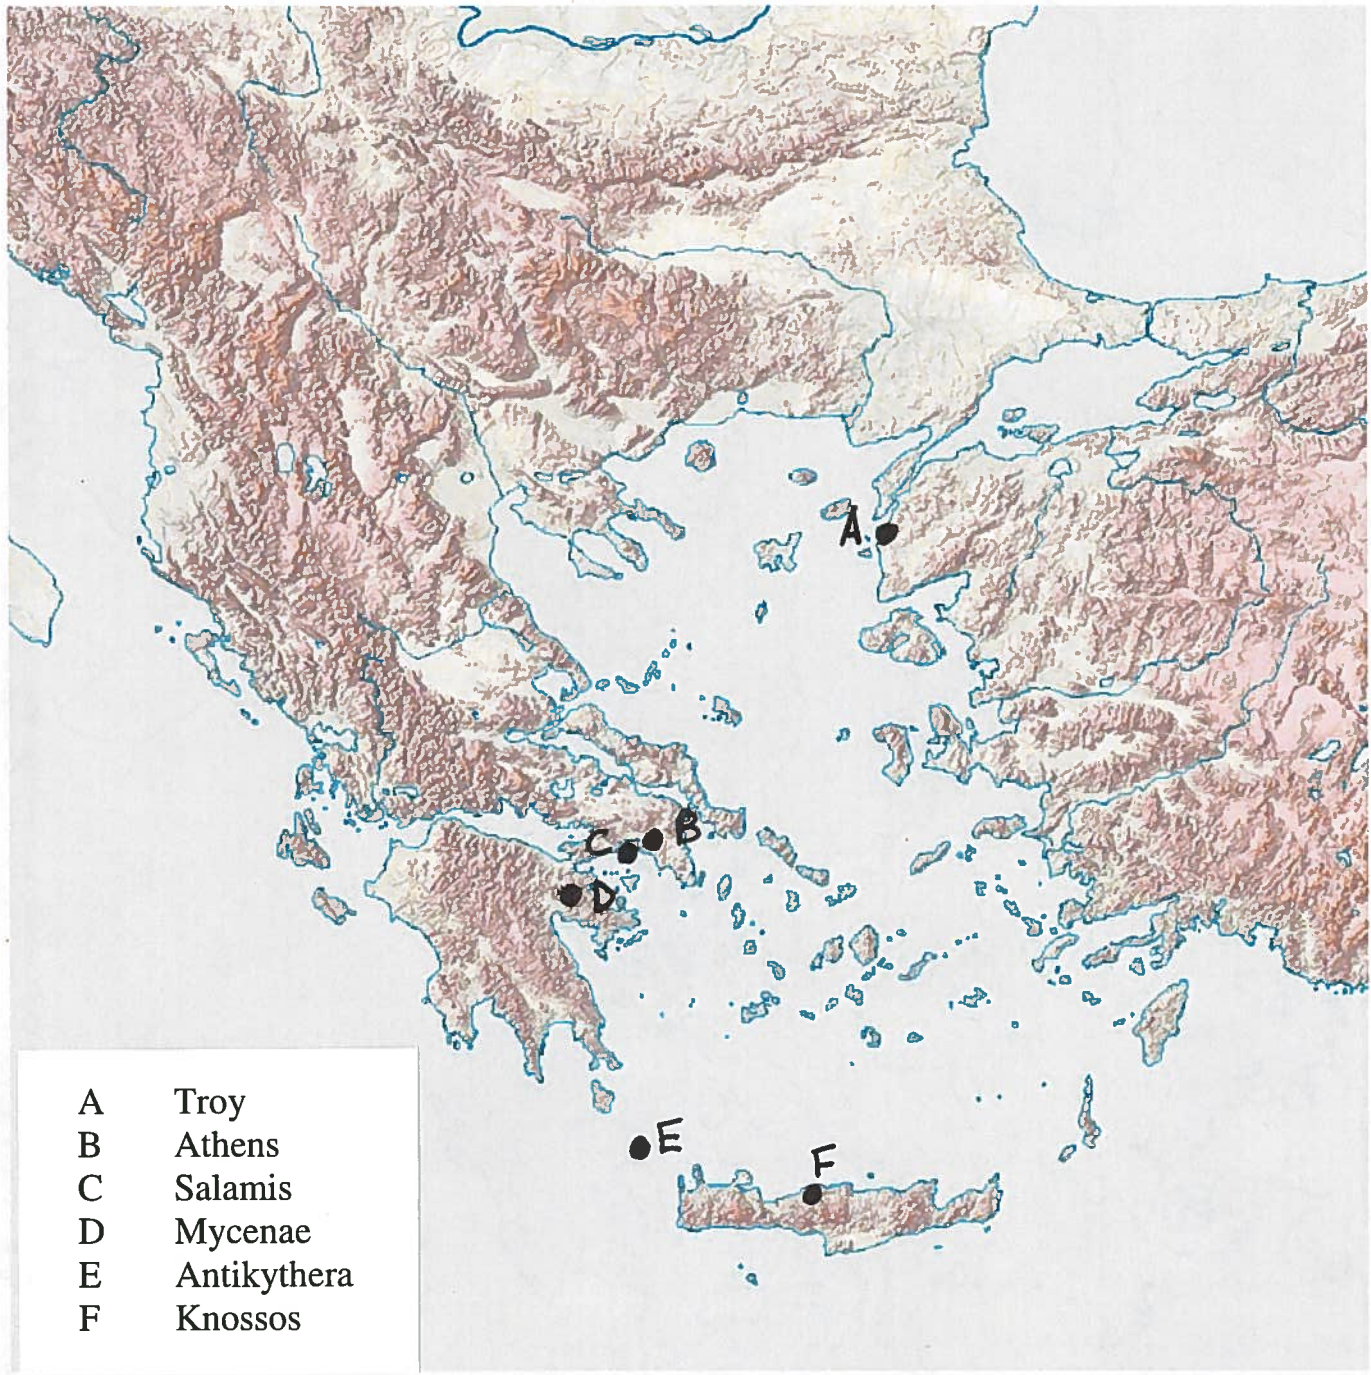 A
B
C
D
E
F
A Troy
B Athens
C Salamis
D Mycenae
E Antikythera
F Knossos